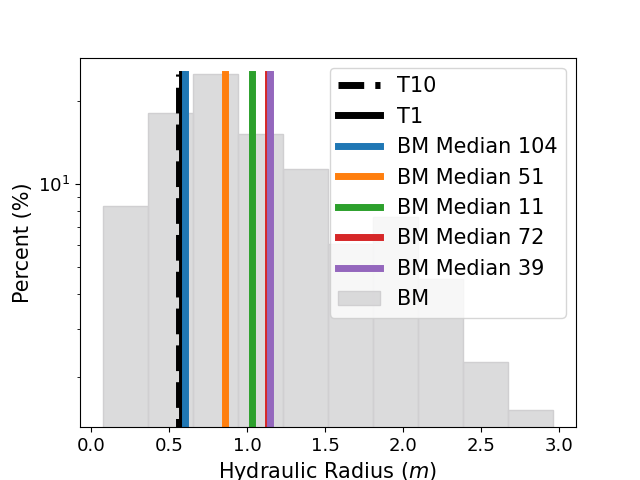 T10
T1
BM Median 104
BM Median 51
BM Median 11
BM Median 72
BM Median 39
BM
Percent (%)
10¹
0.0 0.5 1.0 1.5 2.0 2.5 3.0
Hydraulic Radius (m)